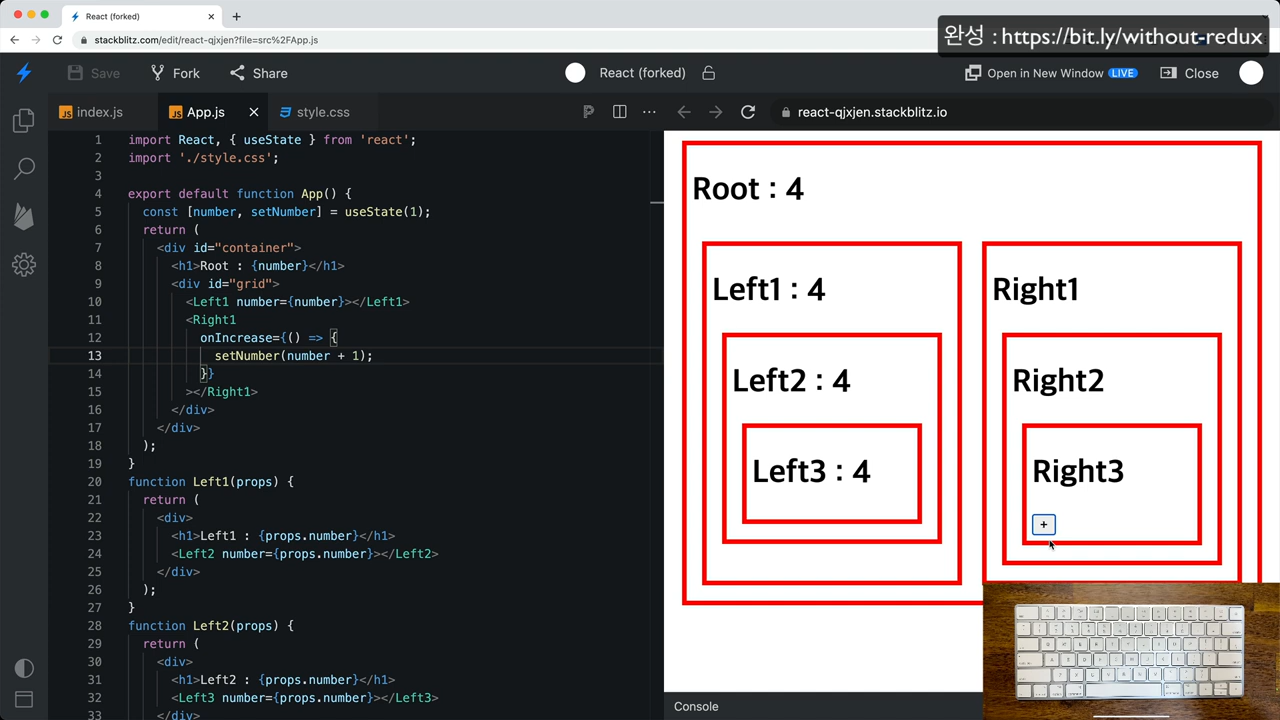 React (forked)
stackblitz.com/edit/react-qjxjen?file=src%2FApp.js
완성 : https://bit.ly/without-redux
Save
Fork
Share
React (forked)
Open in New Window LIVE
Close
index.js
App.js
style.css
react-qjxjen.stackblitz.io
1 import React, { useState } from 'react';
2 import './style.css';
3
4 export default function App() {
5 const [number, setNumber] = useState(1);
6 return (
7 <div id="container">
8 <h1>Root : {number}</h1>
9 <div id="grid">
10 <Left1 number={number}></Left1>
11 <Right1
12 onIncrease={() => {
13 setNumber(number + 1);
14 }}
15 ></Right1>
16 </div>
17 </div>
18 );
19 }
20 function Left1(props) {
21 return (
22 <div>
23 <h1>Left1 : {props.number}</h1>
24 <Left2 number={props.number}></Left2>
25 </div>
26 );
27 }
28 function Left2(props) {
29 return (
30 <div>
31 <h1>Left2 : {props.number}</h1>
32 <Left3 number={props.number}></Left3>
33 </div>
Root : 4
Left1 : 4
Left2 : 4
Left3 : 4
Right1
Right2
Right3
+
Console